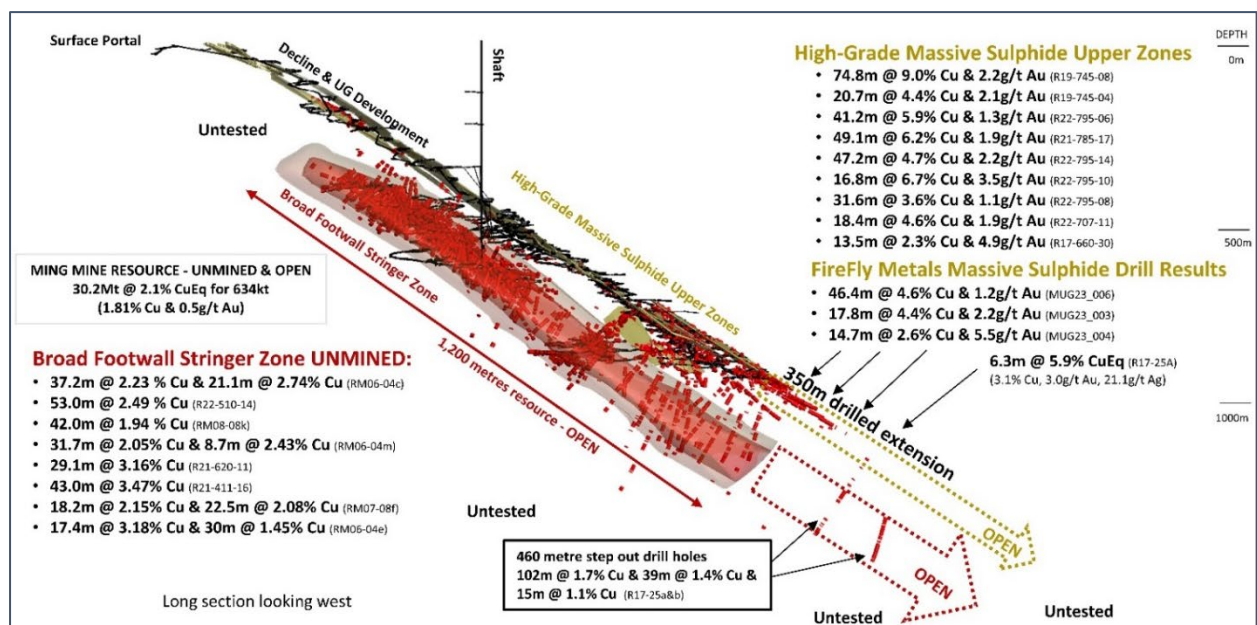 Surface Portal
Decline & UG Development
Shaft
Untested
High-Grade Massive Sulphide Upper Zones
• 74.8m @ 9.0% Cu & 2.2g/t Au (R19-745-08)
• 20.7m @ 4.4% Cu & 2.1g/t Au (R19-745-04)
• 41.2m @ 5.9% Cu & 1.3g/t Au (R22-795-06)
• 49.1m @ 6.2% Cu & 1.9g/t Au (R21-785-17)
• 47.2m @ 4.7% Cu & 2.2g/t Au (R22-795-14)
• 16.8m @ 6.7% Cu & 3.5g/t Au (R22-795-10)
• 31.6m @ 3.6% Cu & 1.1g/t Au (R22-795-08)
• 18.4m @ 4.6% Cu & 1.9g/t Au (R22-707-11)
• 13.5m @ 2.3% Cu & 4.9g/t Au (R17-660-30)
DEPTH
0m
500m
1000m
FireFly Metals Massive Sulphide Drill Results
• 46.4m @ 4.6% Cu & 1.2g/t Au (MUG23_006)
• 17.8m @ 4.4% Cu & 2.2g/t Au (MUG23_003)
• 14.7m @ 2.6% Cu & 5.5g/t Au (MUG23_004)
6.3m @ 5.9% CuEq (R17-25A)
(3.1% Cu, 3.0g/t Au, 21.1g/t Ag)
High-Grade Massive Sulphide Upper Zones
Broad Footwall Stringer Zone
1,200 metres resource - OPEN
350m drilled extension
OPEN
OPEN
MING MINE RESOURCE - UNMINED & OPEN
30.2Mt @ 2.1% CuEq for 634kt
(1.81% Cu & 0.5g/t Au)
Broad Footwall Stringer Zone UNMINED:
• 37.2m @ 2.23 % Cu & 21.1m @ 2.74% Cu (RM06-04c)
• 53.0m @ 2.49 % Cu (R22-510-14)
• 42.0m @ 1.94 % Cu (RM08-08k)
• 31.7m @ 2.05% Cu & 8.7m @ 2.43% Cu (RM06-04m)
• 29.1m @ 3.16% Cu (R21-620-11)
• 43.0m @ 3.47% Cu (R21-411-16)
• 18.2m @ 2.15% Cu & 22.5m @ 2.08% Cu (RM07-08f)
• 17.4m @ 3.18% Cu & 30m @ 1.45% Cu (RM06-04e)
Untested
460 metre step out drill holes
102m @ 1.7% Cu & 39m @ 1.4% Cu &
15m @ 1.1% Cu (R17-25a&b)
Long section looking west
Untested
Untested